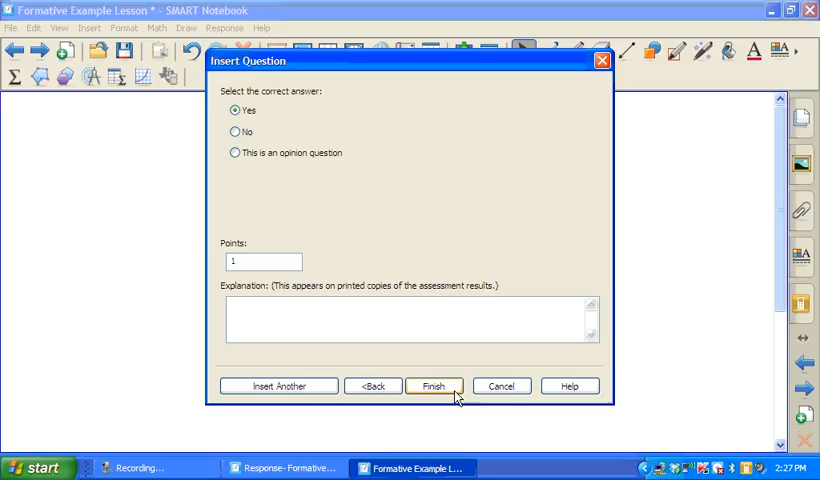 Formative Example Lesson * - SMART Notebook
File Edit View Insert Format Math Draw Response Help
Insert Question
Select the correct answer:
Yes
No
This is an opinion question
Points:
1
Explanation: (This appears on printed copies of the assessment results.)
Insert Another
<Back
Finish
Cancel
Help
start
Recording...
Response- Formative...
Formative Example L...
2:27 PM